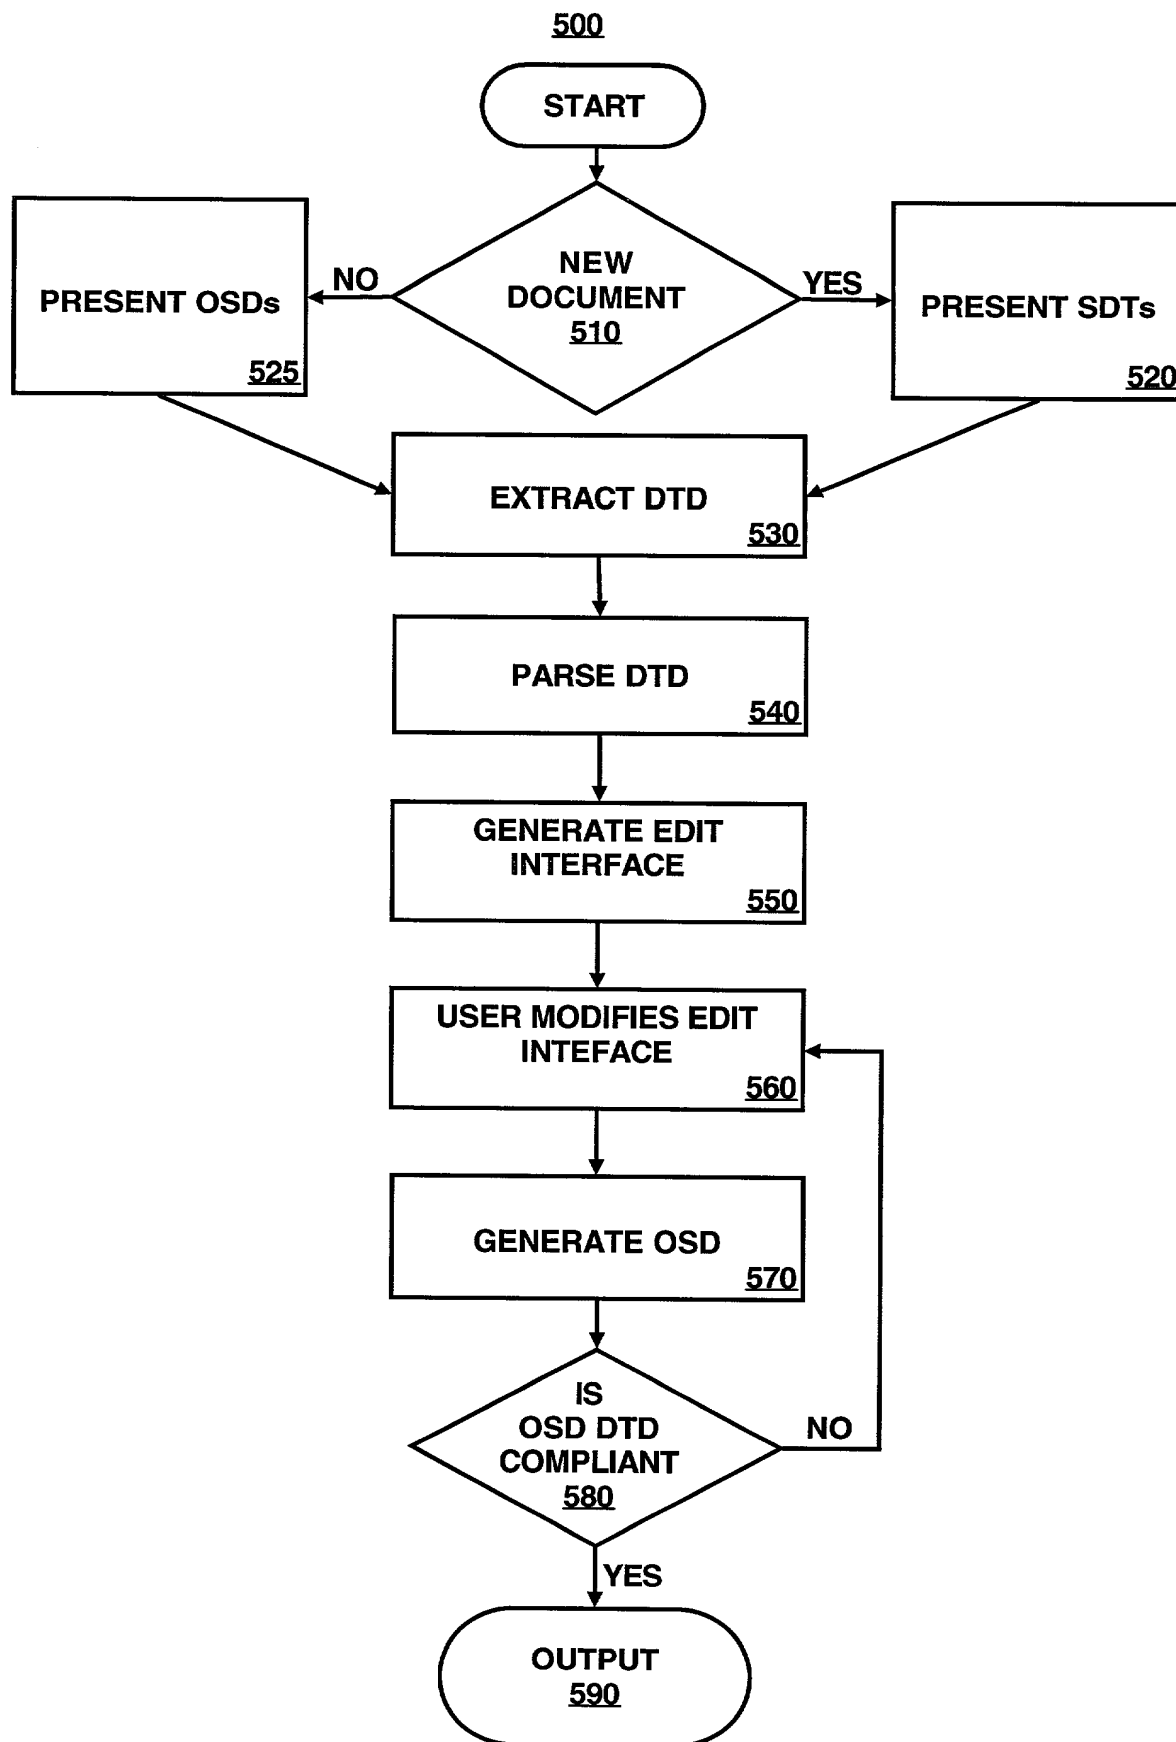 500
START
NEW
DOCUMENT
510
NO
YES
PRESENT OSDs
525
PRESENT SDTs
520
EXTRACT DTD
530
PARSE DTD
540
GENERATE EDIT
INTERFACE
550
USER MODIFIES EDIT
INTEFACE
560
GENERATE OSD
570
IS
OSD DTD
COMPLIANT
580
NO
YES
OUTPUT
590